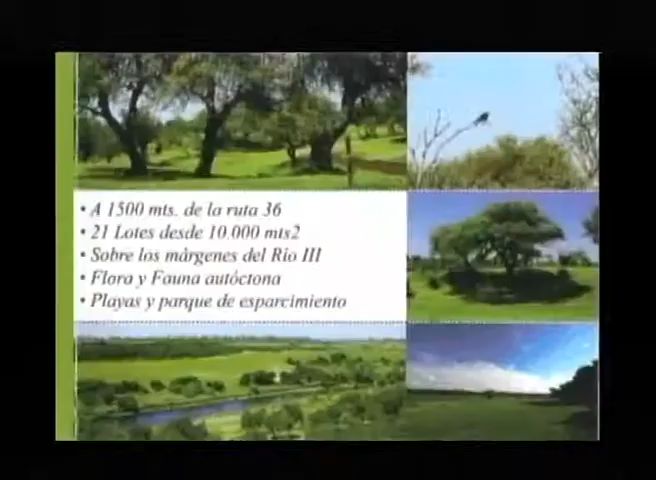 • A 1500 mts. de la ruta 36
• 21 Lotes desde 10.000 mts2
• Sobre los márgenes del Río III
• Flora y Fauna autóctona
• Playas y parque de esparcimiento